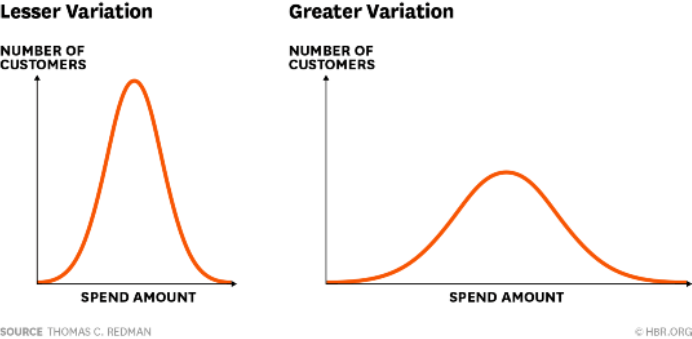 Lesser Variation
NUMBER OF
CUSTOMERS
SPEND AMOUNT
Greater Variation
NUMBER OF
CUSTOMERS
SPEND AMOUNT
SOURCE THOMAS C. REDMAN
© HBR.ORG